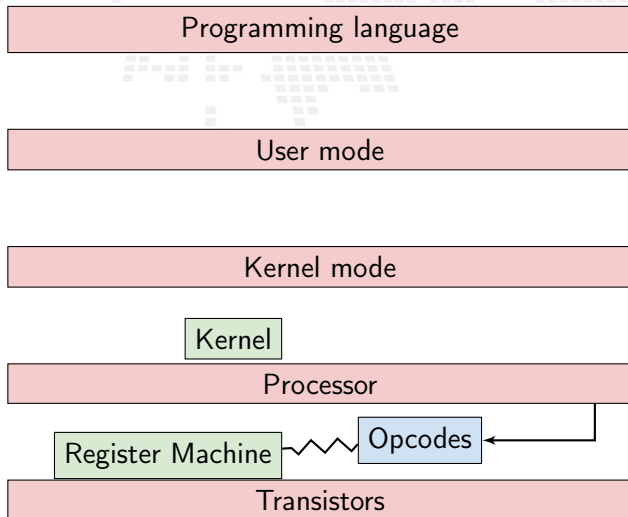 Programming language
User mode
Kernel mode
Kernel
Processor
Opcodes
Register Machine
Transistors